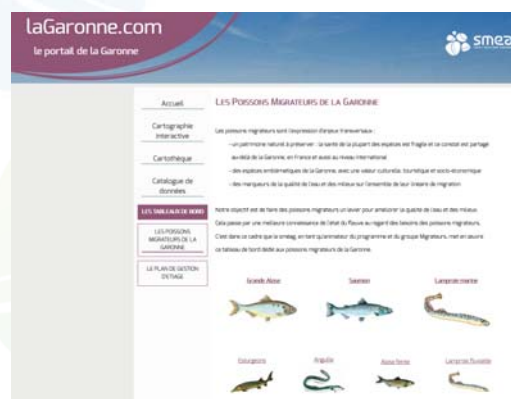 laGaronne.com
le portail de la Garonne
smea
Accueil
Cartographie
Interactive
Cartothèque
Catalogue de
données
LES TABLEAUX DE BORD
LES POISSONS
MIGRATEURS DE LA
GARONNE
LE PLAN DE GESTION
D'ETIAGE
LES POISSONS MIGRATEURS DE LA GARONNE
Les poissons migrateurs sont l'expression d'enjeux transversaux :
- un patrimoine naturel à préserver : la santé de la plupart des espèces est fragile et ce constat est partagé
au-delà de la Garonne, en France et aussi au niveau international
- des espèces emblématiques de la Garonne, avec une valeur culturelle, touristique et socio-économique
- des marqueurs de la qualité de l'eau et des milieux sur l'ensemble de leur linéaire de migration
Notre objectif est de faire des poissons migrateurs un levier pour améliorer la qualité de l'eau et des milieux.
Cela passe par une meilleure connaissance de l'état du fleuve au regard des besoins des poissons migrateurs.
C'est dans ce cadre que le sméag, en tant qu'animateur du programme et du groupe Migrateurs, met en œuvre
ce tableau de bord dédié aux poissons migrateurs de la Garonne.
Grande Alose
Saumon
Lamproie marine
Esturgeons
Anguille
Alose feinte
Lamproie fluviatile